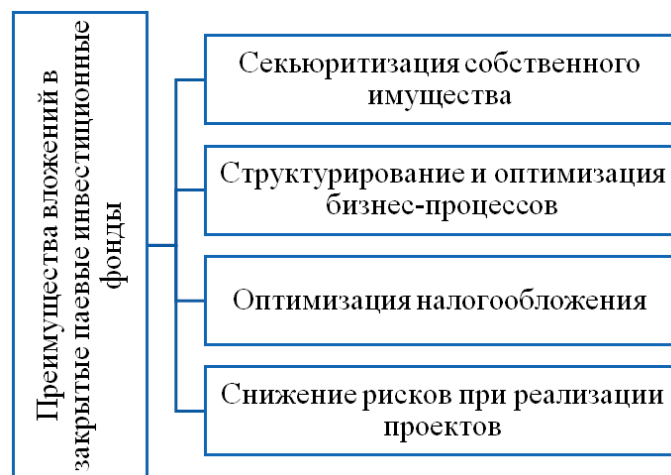 Преимущества вложений в
закрытые паевые инвестиционные
фонды
Секьюритизация собственного
имущества
Структурирование и оптимизация
бизнес-процессов
Оптимизация налогообложения
Снижение рисков при реализации
проектов